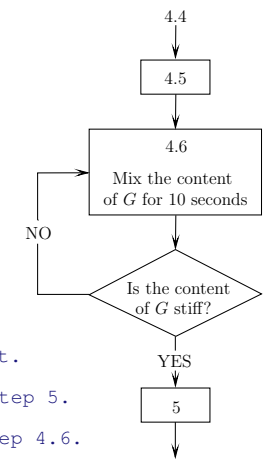 4.4
4.5
4.6
Mix the content
of G for 10 seconds
NO
Is the content
of G stiff?
t.
YES
tep 5.
5
ep 4.6.